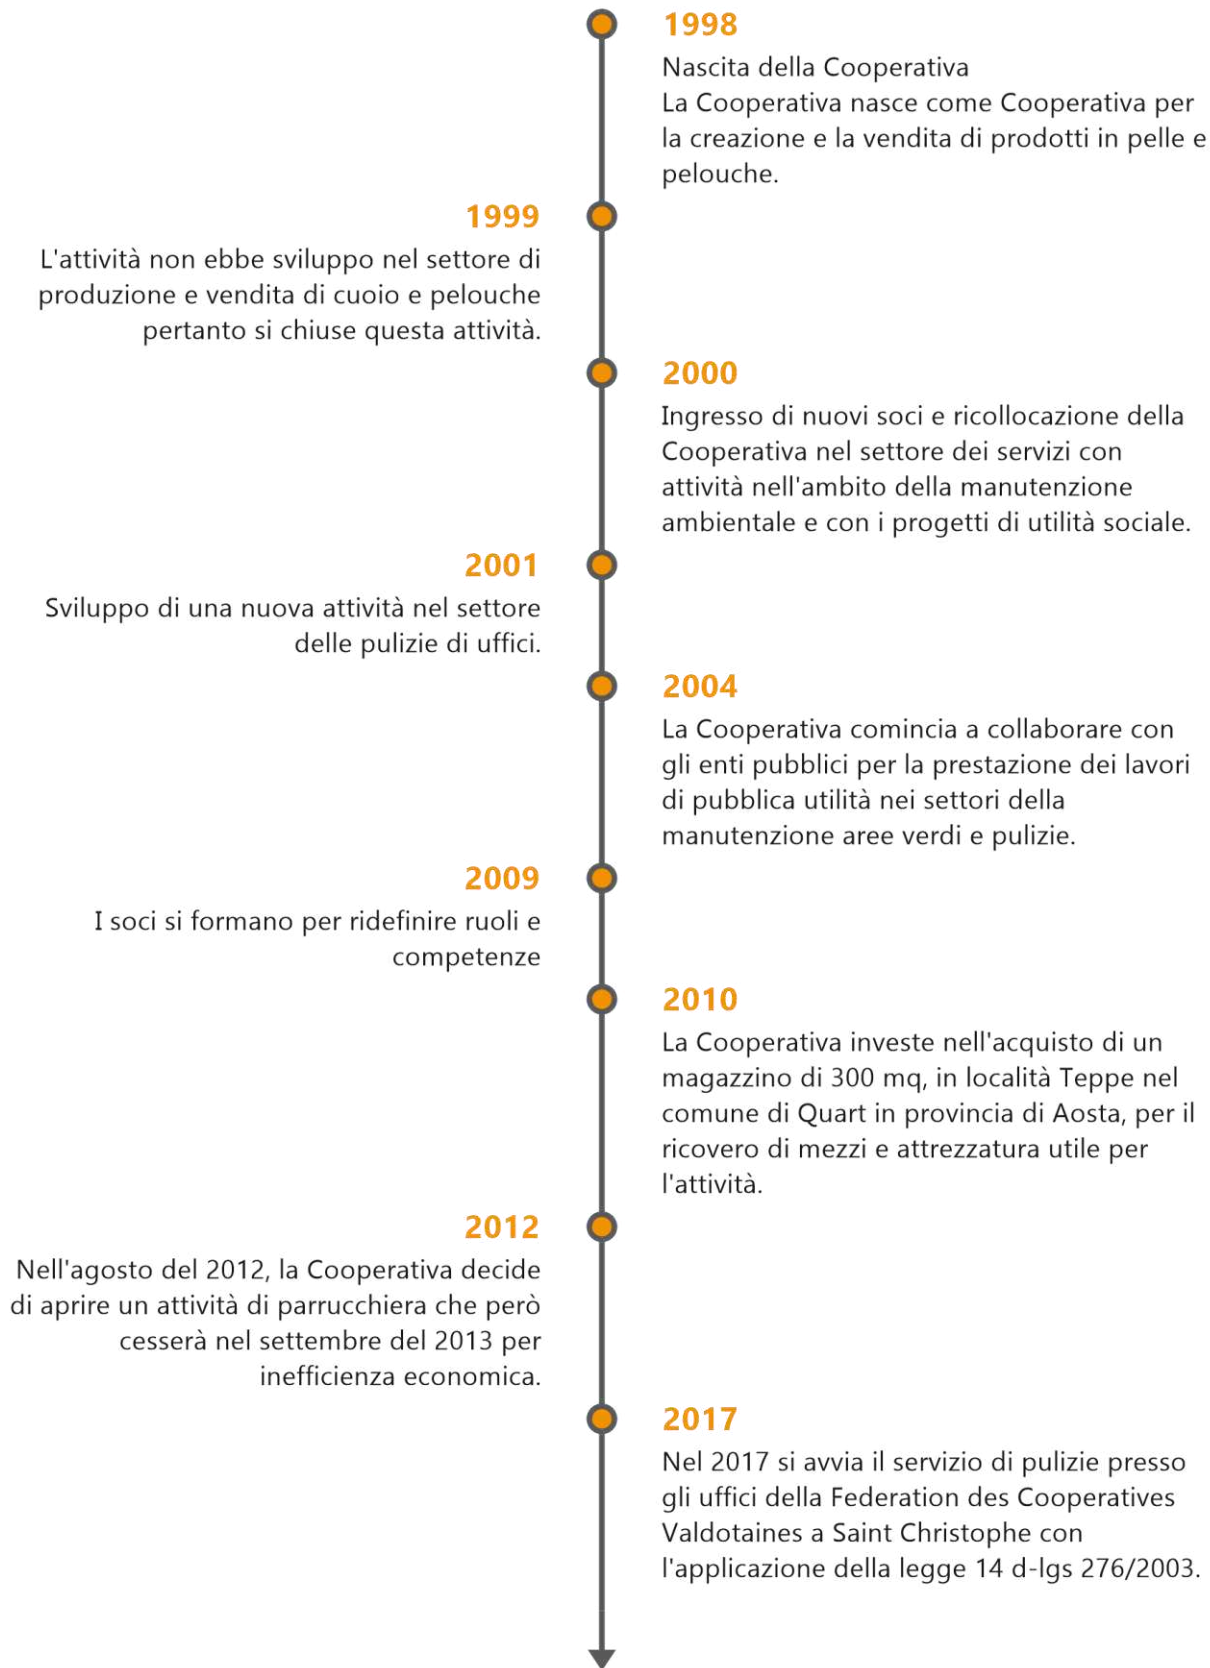 1998
Nascita della Cooperativa
La Cooperativa nasce come Cooperativa per
la creazione e la vendita di prodotti in pelle e
pelouche.
1999
L'attività non ebbe sviluppo nel settore di
produzione e vendita di cuoio e pelouche
pertanto si chiuse questa attività.
2000
Ingresso di nuovi soci e ricollocazione della
Cooperativa nel settore dei servizi con
attività nell'ambito della manutenzione
ambientale e con i progetti di utilità sociale.
2001
Sviluppo di una nuova attività nel settore
delle pulizie di uffici.
2004
La Cooperativa comincia a collaborare con
gli enti pubblici per la prestazione dei lavori
di pubblica utilità nei settori della
manutenzione aree verdi e pulizie.
2009
I soci si formano per ridefinire ruoli e
competenze
2010
La Cooperativa investe nell'acquisto di un
magazzino di 300 mq, in località Teppe nel
comune di Quart in provincia di Aosta, per il
ricovero di mezzi e attrezzatura utile per
l'attività.
2012
Nell'agosto del 2012, la Cooperativa decide
di aprire un attività di parrucchiera che però
cesserà nel settembre del 2013 per
inefficienza economica.
2017
Nel 2017 si avvia il servizio di pulizie presso
gli uffici della Federation des Cooperatives
Valdotaines a Saint Christophe con
l'applicazione della legge 14 d-lgs 276/2003.